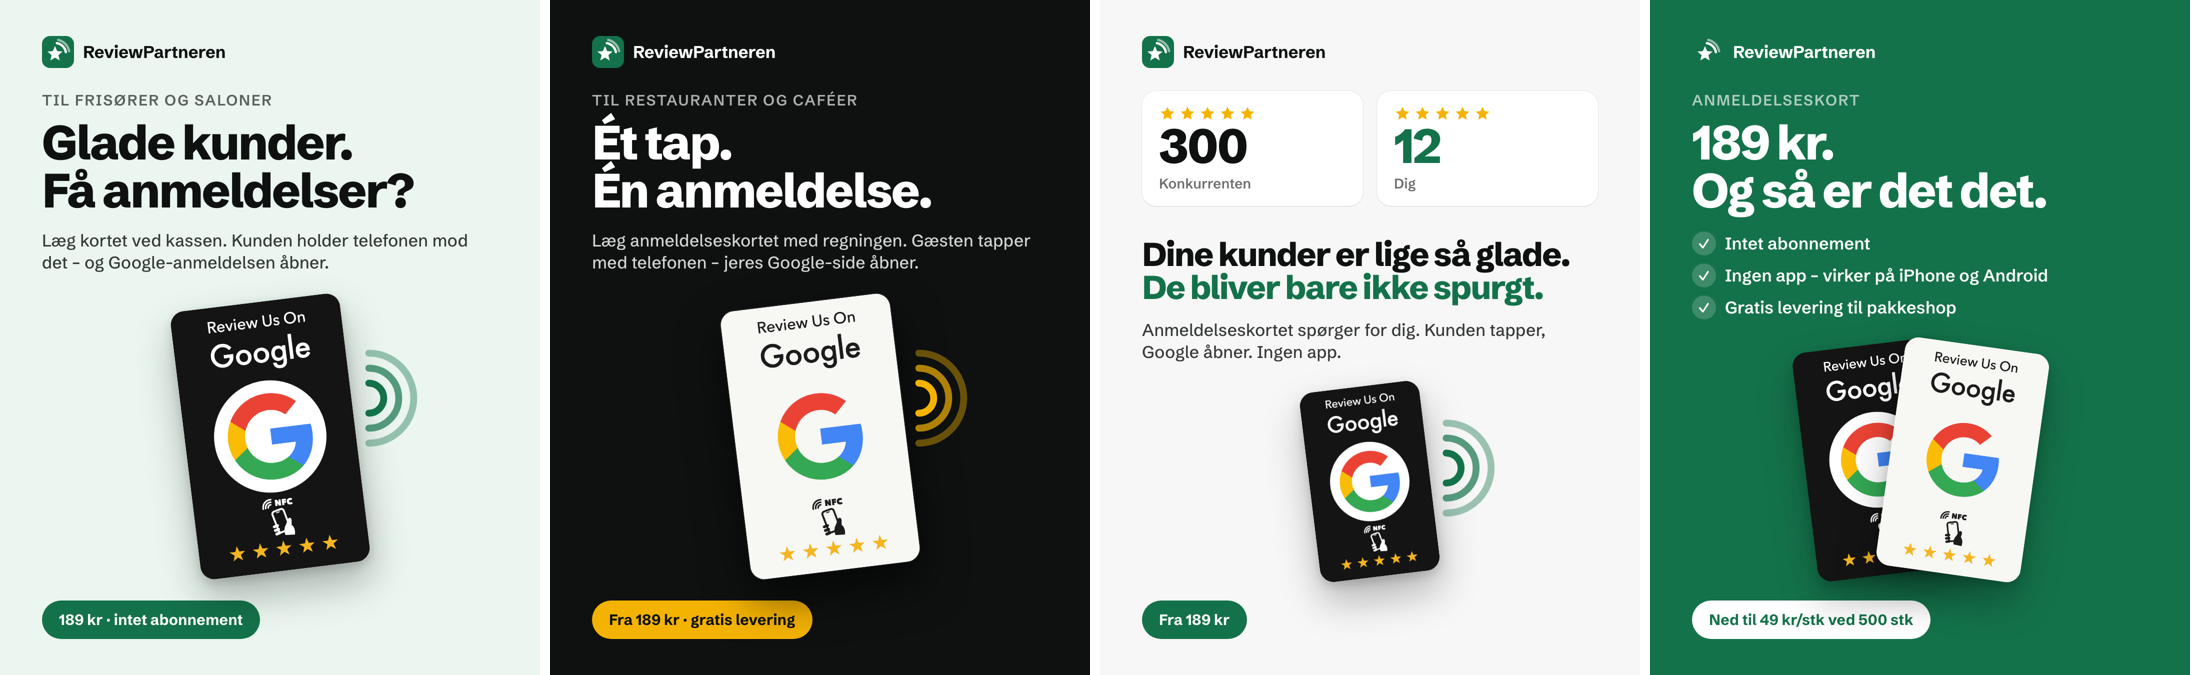 ReviewPartneren
TIL FRISØRER OG SALONER
Glade kunder.
Få anmeldelser?
Læg kortet ved kassen. Kunden holder telefonen mod
det – og Google-anmeldelsen åbner.
Review Us On
Google
NFC
189 kr · intet abonnement
ReviewPartneren
TIL RESTAURANTER OG CAFÉER
Ét tap.
Én anmeldelse.
Læg anmeldelseskortet med regningen. Gæsten tapper
med telefonen – jeres Google-side åbner.
Review Us On
Google
NFC
Fra 189 kr · gratis levering
ReviewPartneren
300
Konkurrenten
12
Dig
Dine kunder er lige så glade.
De bliver bare ikke spurgt.
Anmeldelseskortet spørger for dig. Kunden tapper,
Google åbner. Ingen app.
Review Us On
Google
NFC
Fra 189 kr
ReviewPartneren
ANMELDELSESKORT
189 kr.
Og så er det det.
Intet abonnement
Ingen app – virker på iPhone og Android
Gratis levering til pakkeshop
Review Us On
Googl
Review Us On
Google
NFC
Ned til 49 kr/stk ved 500 stk